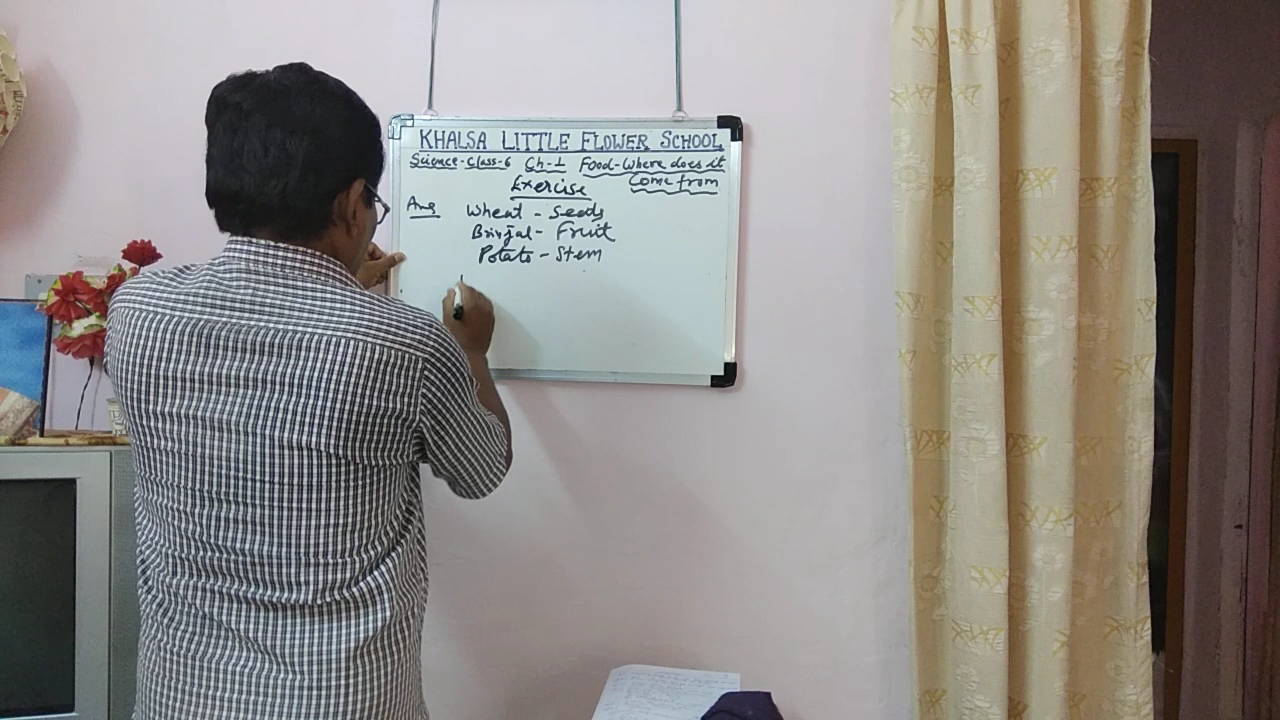 KHALSA LITTLE FLOWER SCHOOL
Science-Class-6 Ch-1 Food-Where does it
Come from
Exercise
Ans Wheat - Seeds
Brinjal - Fruit
Potato - Stem